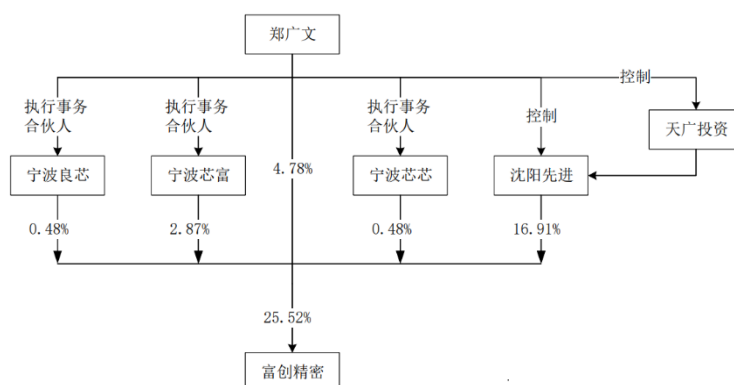 郑广文
控制
执行事务
合伙人
执行事务
合伙人
执行事务
合伙人
控制
天广投资
宁波良芯
宁波芯富
4.78%
宁波芯芯
沈阳先进
0.48%
2.87%
0.48%
16.91%
25.52%
富创精密